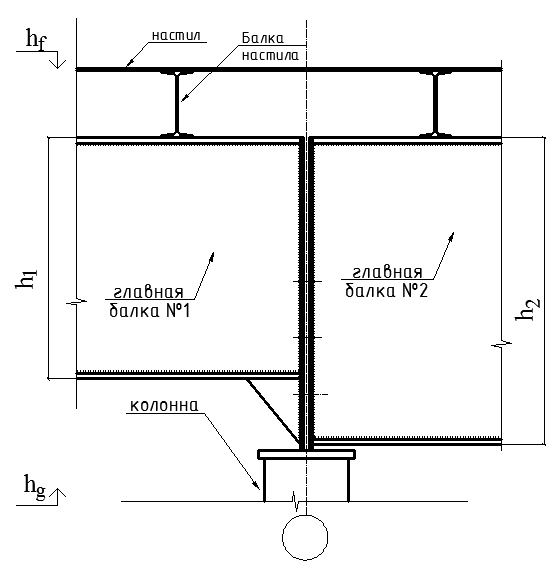 hf
настил
Балка
настила
h1
главная
балка №1
главная
балка №2
h2
колонна
hg